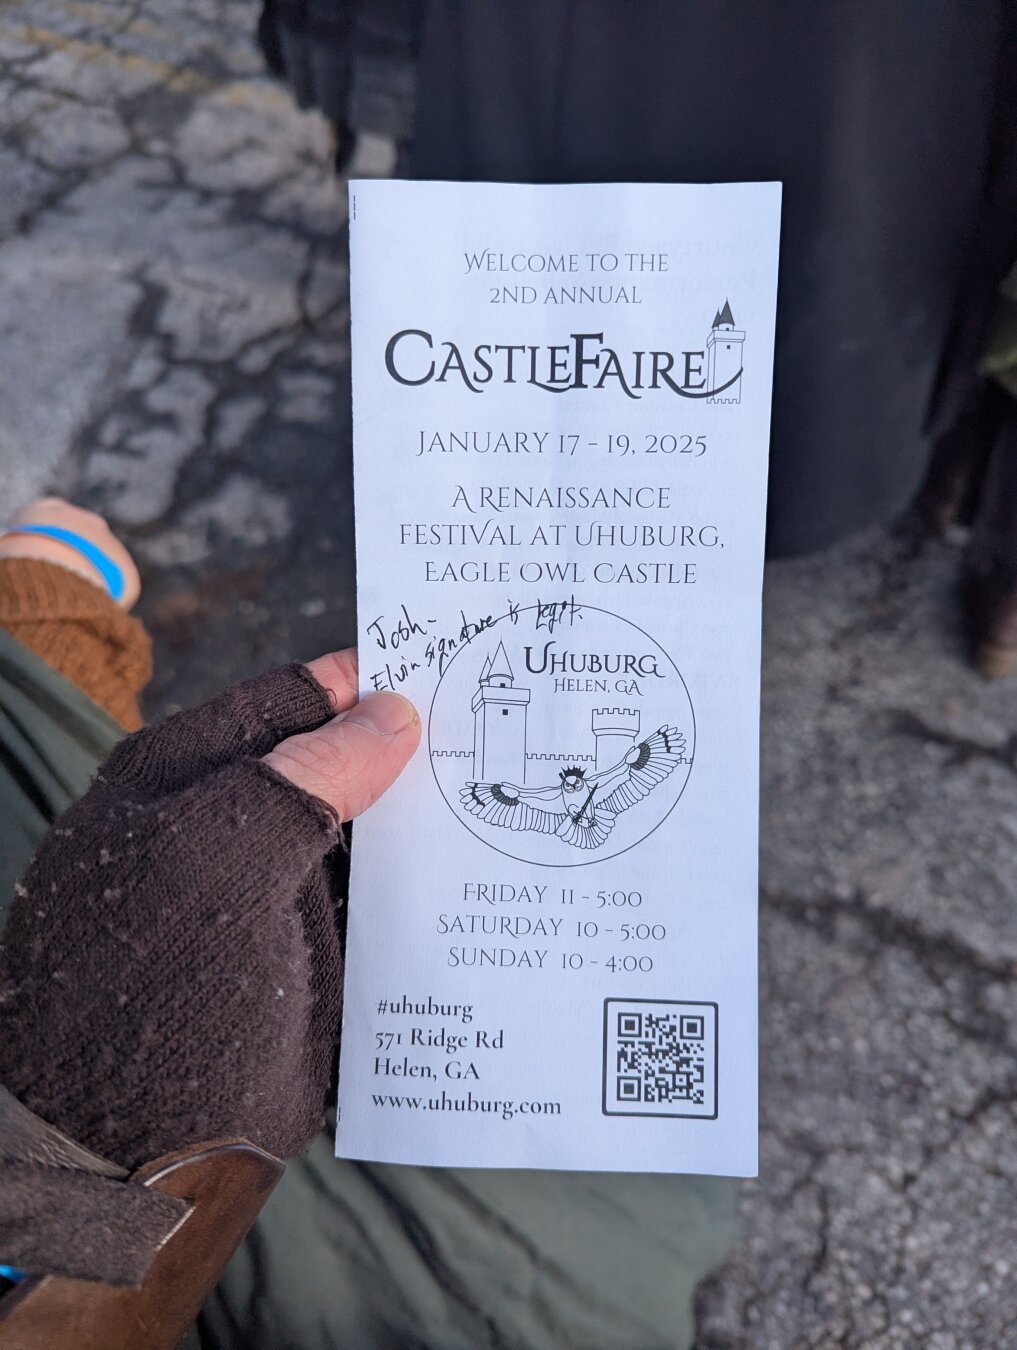 WELCOME TO THE
2ND ANNUAL
CASTLEFAIRE
JANUARY 17 - 19, 2025
A RENAISSANCE
FESTIVAL AT UHUBURG,
EAGLE OWL CASTLE
Josh-
Elvin signature is legit.
UHUBURG
HELEN, GA
FRIDAY 11 - 5:00
SATURDAY 10 - 5:00
SUNDAY 10 - 4:00
#uhuburg
571 Ridge Rd
Helen, GA
www.uhuburg.com